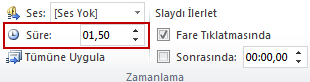 Ses: [Ses Yok] Slaydı İlerlet
Süre: 01,50 Fare Tıklatmasında
Tümüne Uygula Sonrasında: 00:00,00
Zamanlama